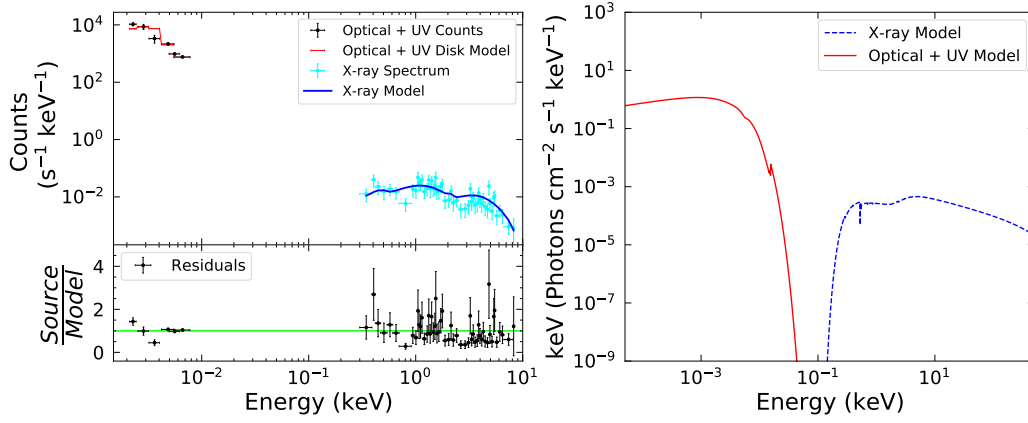 10^4
10^2
10^0
10^−2
Counts
(s^−1 keV^−1)
Optical + UV Counts
Optical + UV Disk Model
X-ray Spectrum
X-ray Model
4
2
0
Source
Model
Residuals
10^−2
10^−1
10^0
10^1
Energy (keV)
10^3
10^1
10^−1
10^−3
10^−5
10^−7
10^−9
keV (Photons cm^−2 s^−1 keV^−1)
X-ray Model
Optical + UV Model
10^−3
10^−1
10^1
Energy (keV)